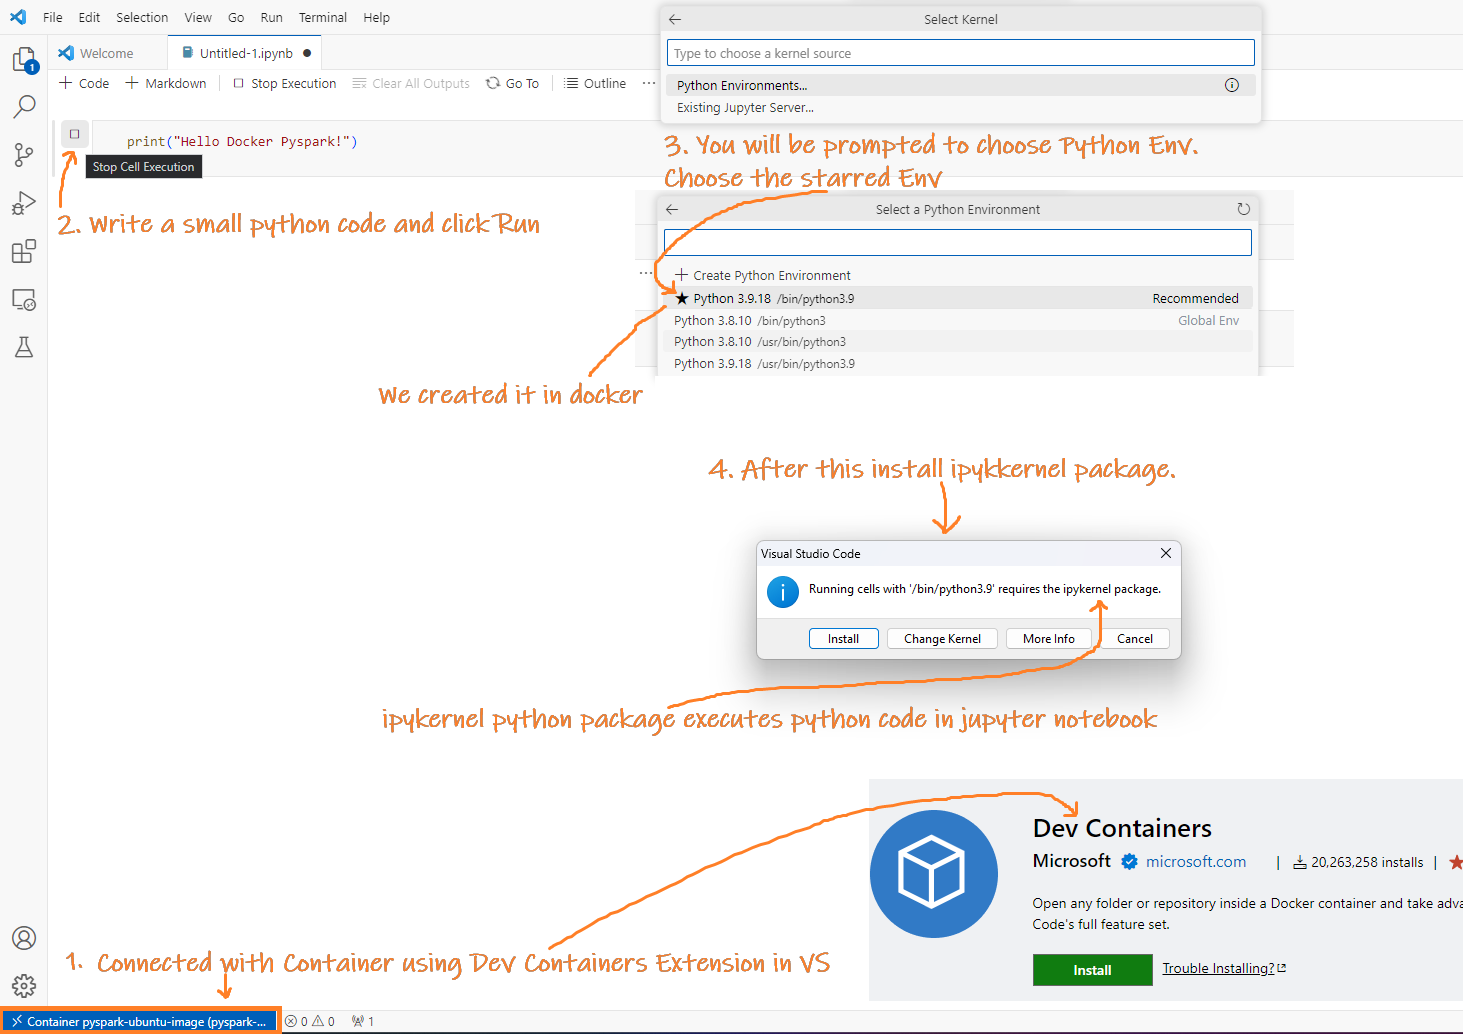 File Edit Selection View Go Run Terminal Help
Welcome Untitled-1.ipynb
1
Code Markdown Stop Execution Clear All Outputs Go To Outline ...
print("Hello Docker Pyspark!")
Stop Cell Execution
2. Write a small python code and click Run
Select Kernel
Type to choose a kernel source
Python Environments...
Existing Jupyter Server...
3. You will be prompted to choose Python Env.
Choose the starred Env
Select a Python Environment
...
Create Python Environment
Python 3.9.18 /bin/python3.9 Recommended
Python 3.8.10 /bin/python3 Global Env
Python 3.8.10 /usr/bin/python3
Python 3.9.18 /usr/bin/python3.9
We created it in docker
4. After this install ipykkernel package.
Visual Studio Code
Running cells with '/bin/python3.9' requires the ipykernel package.
Install Change Kernel More Info Cancel
ipykernel python package executes python code in jupyter notebook
Dev Containers
Microsoft microsoft.com | 20,263,258 installs |
Open any folder or repository inside a Docker container and take adva
Code's full feature set.
Install Trouble Installing?
1. Connected with Container using Dev Containers Extension in VS
Container pyspark-ubuntu-image (pyspark-... 0 0 1